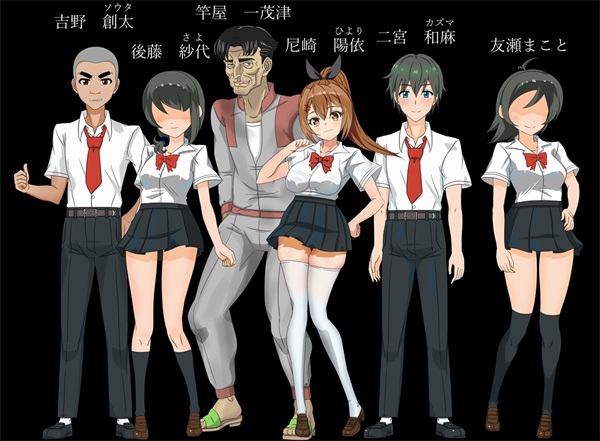 吉野 創太
ソウタ
後藤 紗代
さよ
竿屋 一茂津
尼崎 陽依
ひより
二宮 和麻
カズマ
友瀬まこと